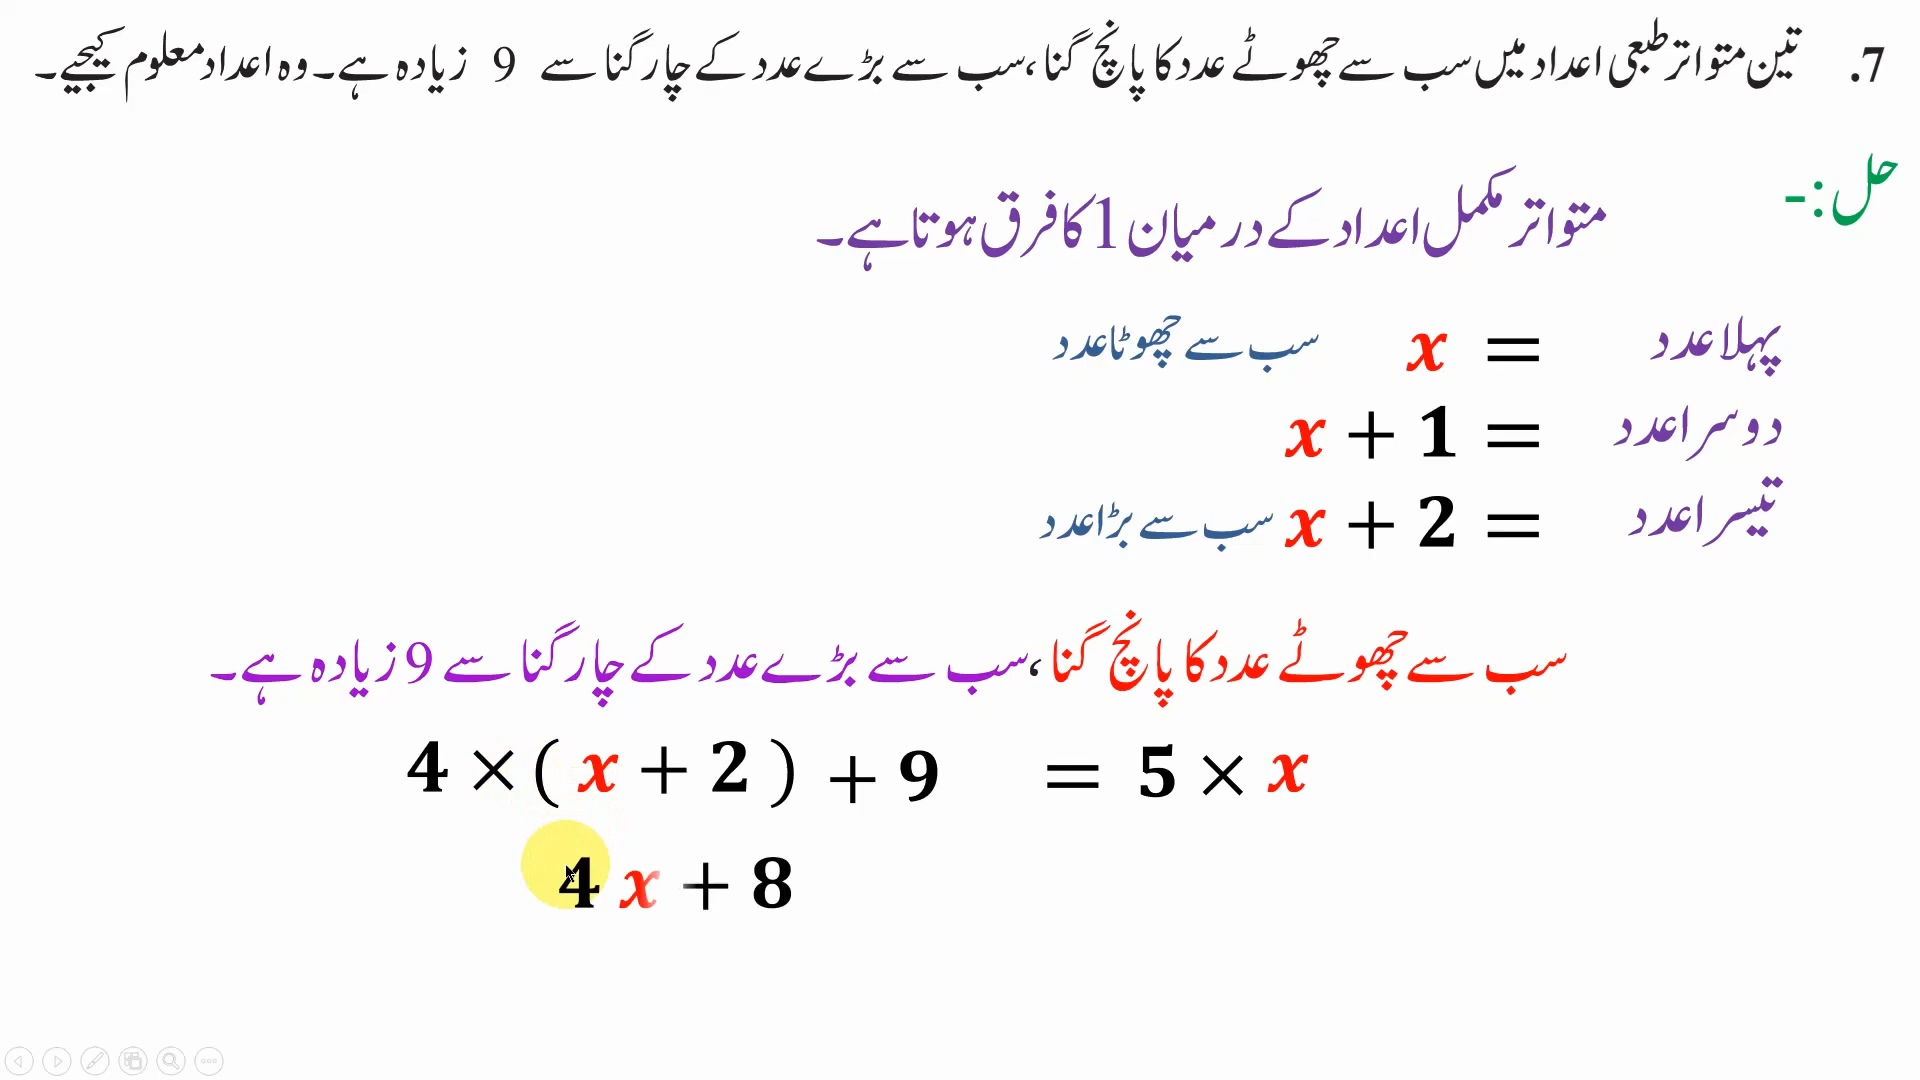 7. تین متواتر طبعی اعداد میں سب سے چھوٹے عدد کا پانچ گنا، سب سے بڑے عدد کے چار گنا سے 9 زیادہ ہے۔ وہ اعداد معلوم کیجیے۔
حل :-
متواتر مکمل اعداد کے درمیان 1 کا فرق ہوتا ہے۔
پہلا عدد = x سب سے چھوٹا عدد
دوسرا عدد = x + 1
تیسرا عدد = x + 2 سب سے بڑا عدد
سب سے چھوٹے عدد کا پانچ گنا، سب سے بڑے عدد کے چار گنا سے 9 زیادہ ہے۔
4 × ( x + 2 ) + 9 = 5 × x
4 x + 8